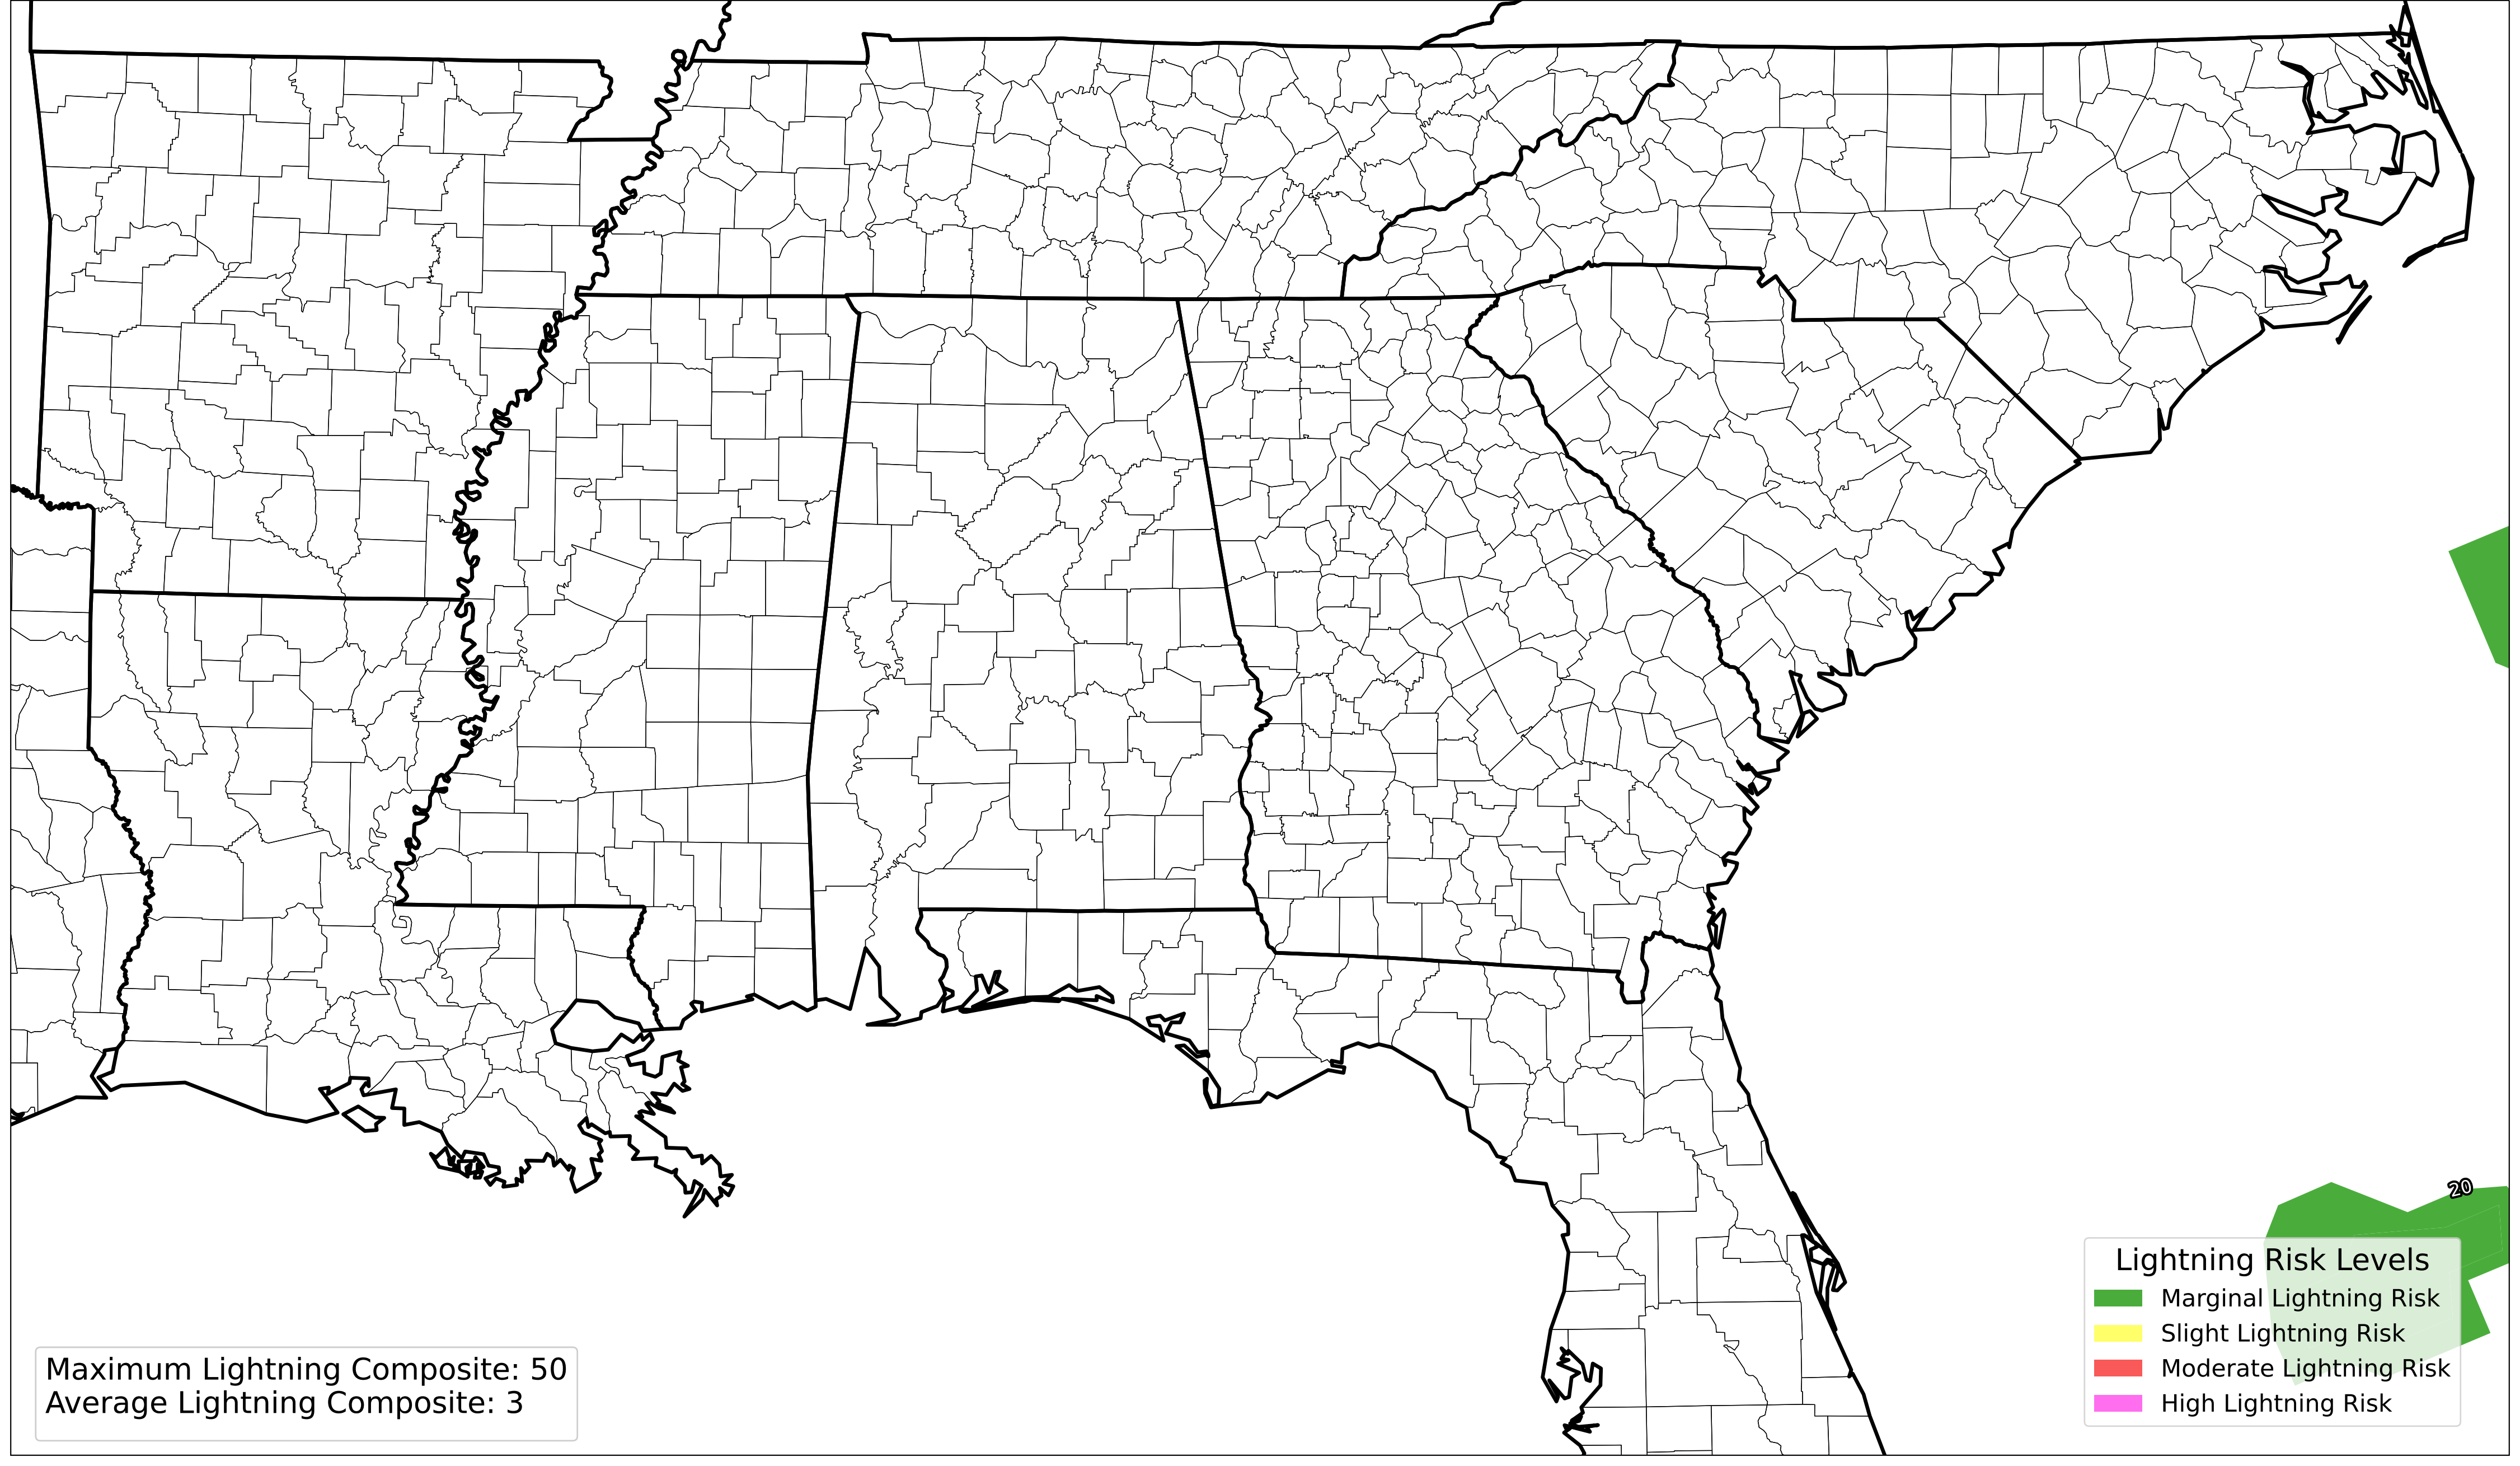 20
Lightning Risk Levels
Marginal Lightning Risk
Slight Lightning Risk
Moderate Lightning Risk
High Lightning Risk
Maximum Lightning Composite: 50
Average Lightning Composite: 3